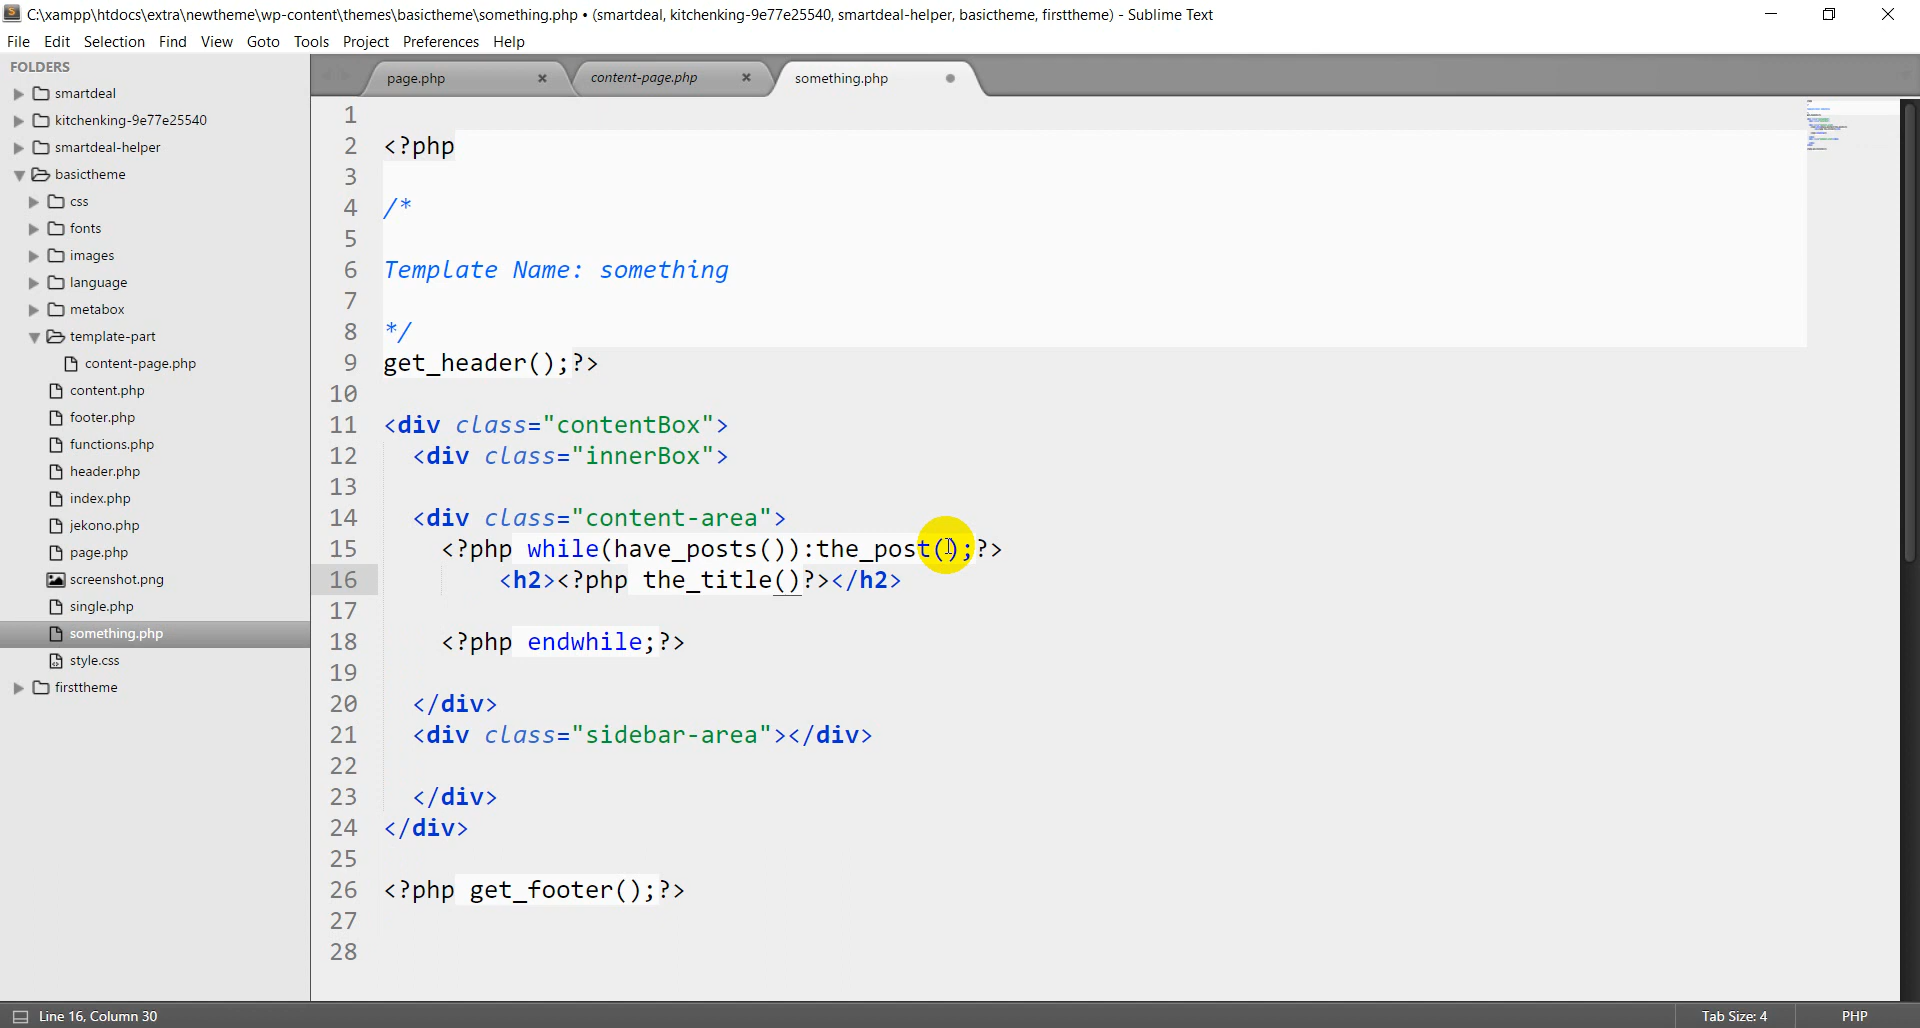 C:\xampp\htdocs\extra\newtheme\wp-content\themes\basictheme\something.php • (smartdeal, kitchenking-9e77e25540, smartdeal-helper, basictheme, firsttheme) - Sublime Text
File Edit Selection Find View Goto Tools Project Preferences Help
FOLDERS
smartdeal
kitchenking-9e77e25540
smartdeal-helper
basictheme
css
fonts
images
language
metabox
template-part
content-page.php
content.php
footer.php
functions.php
header.php
index.php
jekono.php
page.php
screenshot.png
single.php
something.php
style.css
firsttheme
page.php content-page.php something.php
1
2 <?php
3
4 /*
5
6 Template Name: something
7
8 */
9 get_header();?>
10
11 <div class="contentBox">
12 <div class="innerBox">
13
14 <div class="content-area">
15 <?php while(have_posts()):the_post();?>
16 <h2><?php the_title()?></h2>
17
18 <?php endwhile;?>
19
20 </div>
21 <div class="sidebar-area"></div>
22
23 </div>
24 </div>
25
26 <?php get_footer();?>
27
28
Line 16, Column 30 Tab Size: 4 PHP